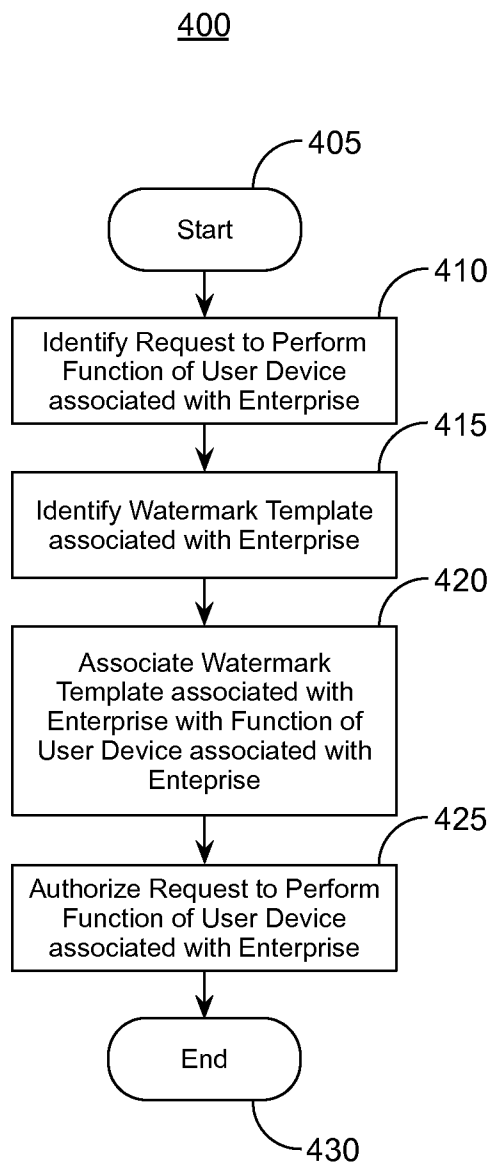 400
405
Start
410
Identify Request to Perform
Function of User Device
associated with Enterprise
415
Identify Watermark Template
associated with Enterprise
420
Associate Watermark
Template associated with
Enterprise with Function of
User Device associated with
Enteprise
425
Authorize Request to Perform
Function of User Device
associated with Enterprise
End
430